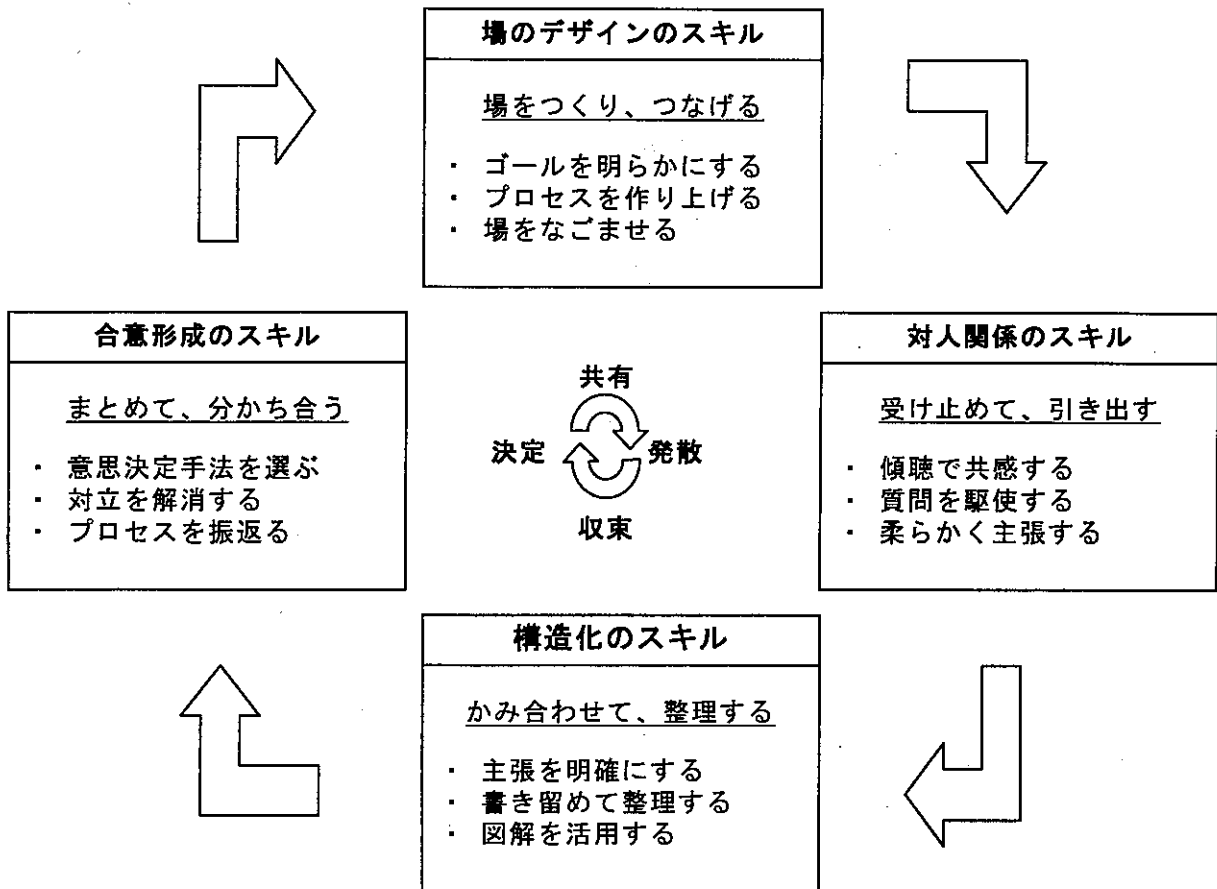 場のデザインのスキル
場をつくり、つなげる
・ ゴールを明らかにする
・ プロセスを作り上げる
・ 場をなごませる
合意形成のスキル
まとめて、分かち合う
・ 意思決定手法を選ぶ
・ 対立を解消する
・ プロセスを振返る
共有
決定
発散
収束
対人関係のスキル
受け止めて、引き出す
・ 傾聴で共感する
・ 質問を駆使する
・ 柔らかく主張する
構造化のスキル
かみ合わせて、整理する
・ 主張を明確にする
・ 書き留めて整理する
・ 図解を活用する